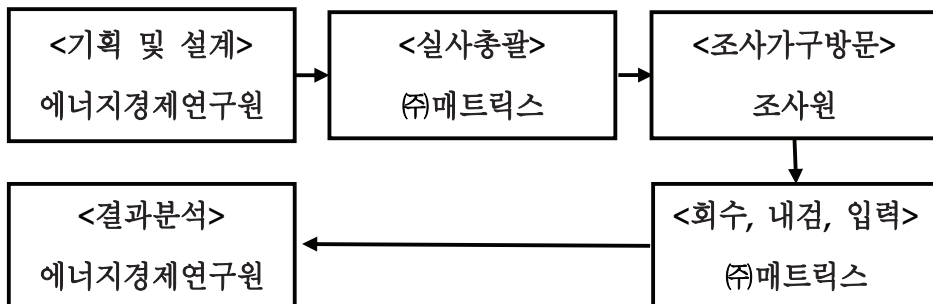 <기획 및 설계>
에너지경제연구원
<실사총괄>
㈜매트릭스
<조사가구방문>
조사원
<회수, 내검, 입력>
㈜매트릭스
<결과분석>
에너지경제연구원